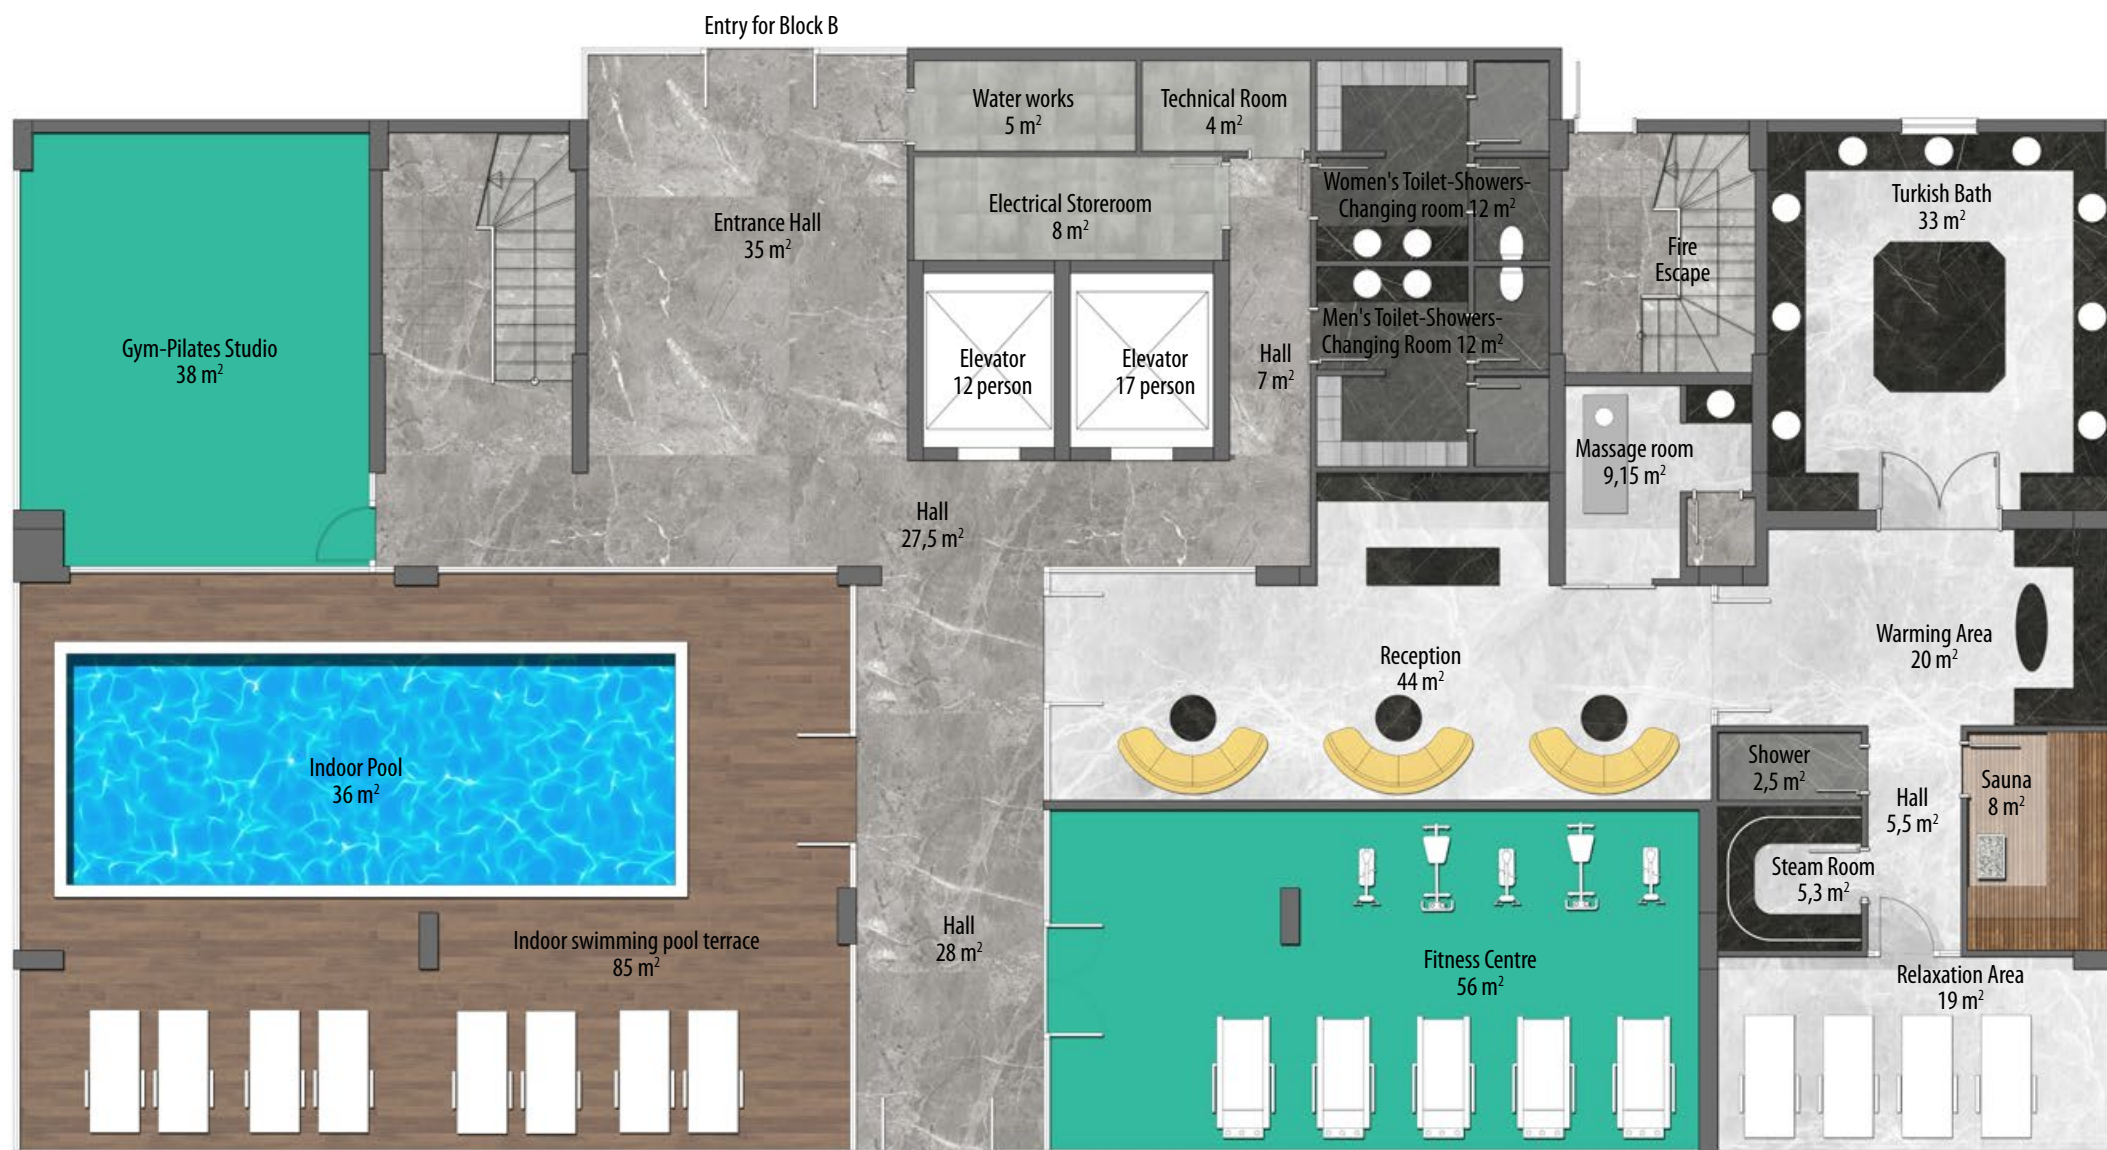 Entry for Block B
Water works
5 m²
Technical Room
4 m²
Women's Toilet-Showers-
Changing room 12 m²
Turkish Bath
33 m²
Electrical Storeroom
8 m²
Entrance Hall
35 m²
Fire
Escape
Gym-Pilates Studio
38 m²
Elevator
12 person
Elevator
17 person
Hall
7 m²
Men's Toilet-Showers-
Changing Room 12 m²
Massage room
9,15 m²
Hall
27,5 m²
Reception
44 m²
Warming Area
20 m²
Indoor Pool
36 m²
Shower
2,5 m²
Hall
5,5 m²
Sauna
8 m²
Steam Room
5,3 m²
Indoor swimming pool terrace
85 m²
Hall
28 m²
Fitness Centre
56 m²
Relaxation Area
19 m²